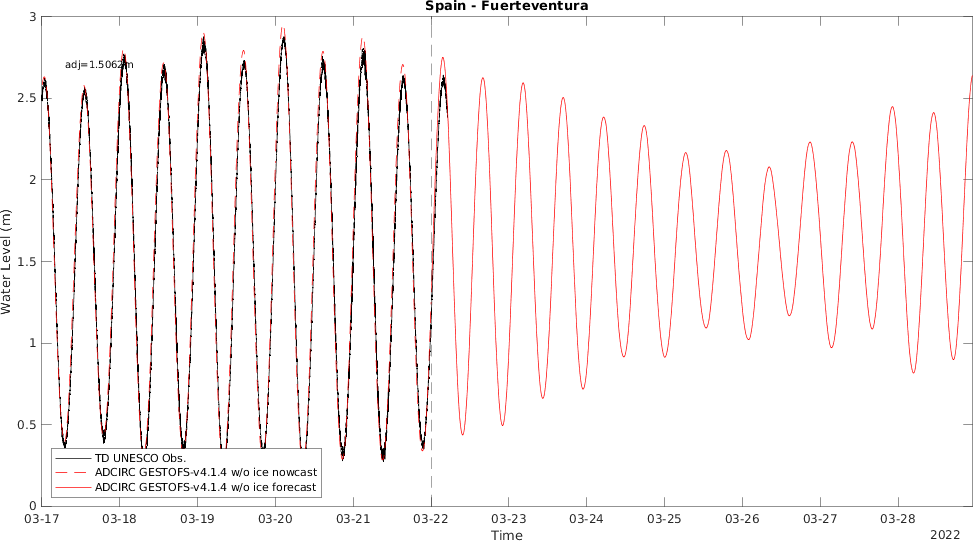 Spain - Fuerteventura
adj=1.5062m
3
2.5
2
1.5
1
0.5
0
Water Level (m)
TD UNESCO Obs.
ADCIRC GESTOFS-v4.1.4 w/o ice nowcast
ADCIRC GESTOFS-v4.1.4 w/o ice forecast
03-17 03-18 03-19 03-20 03-21 03-22 03-23 03-24 03-25 03-26 03-27 03-28
Time
2022